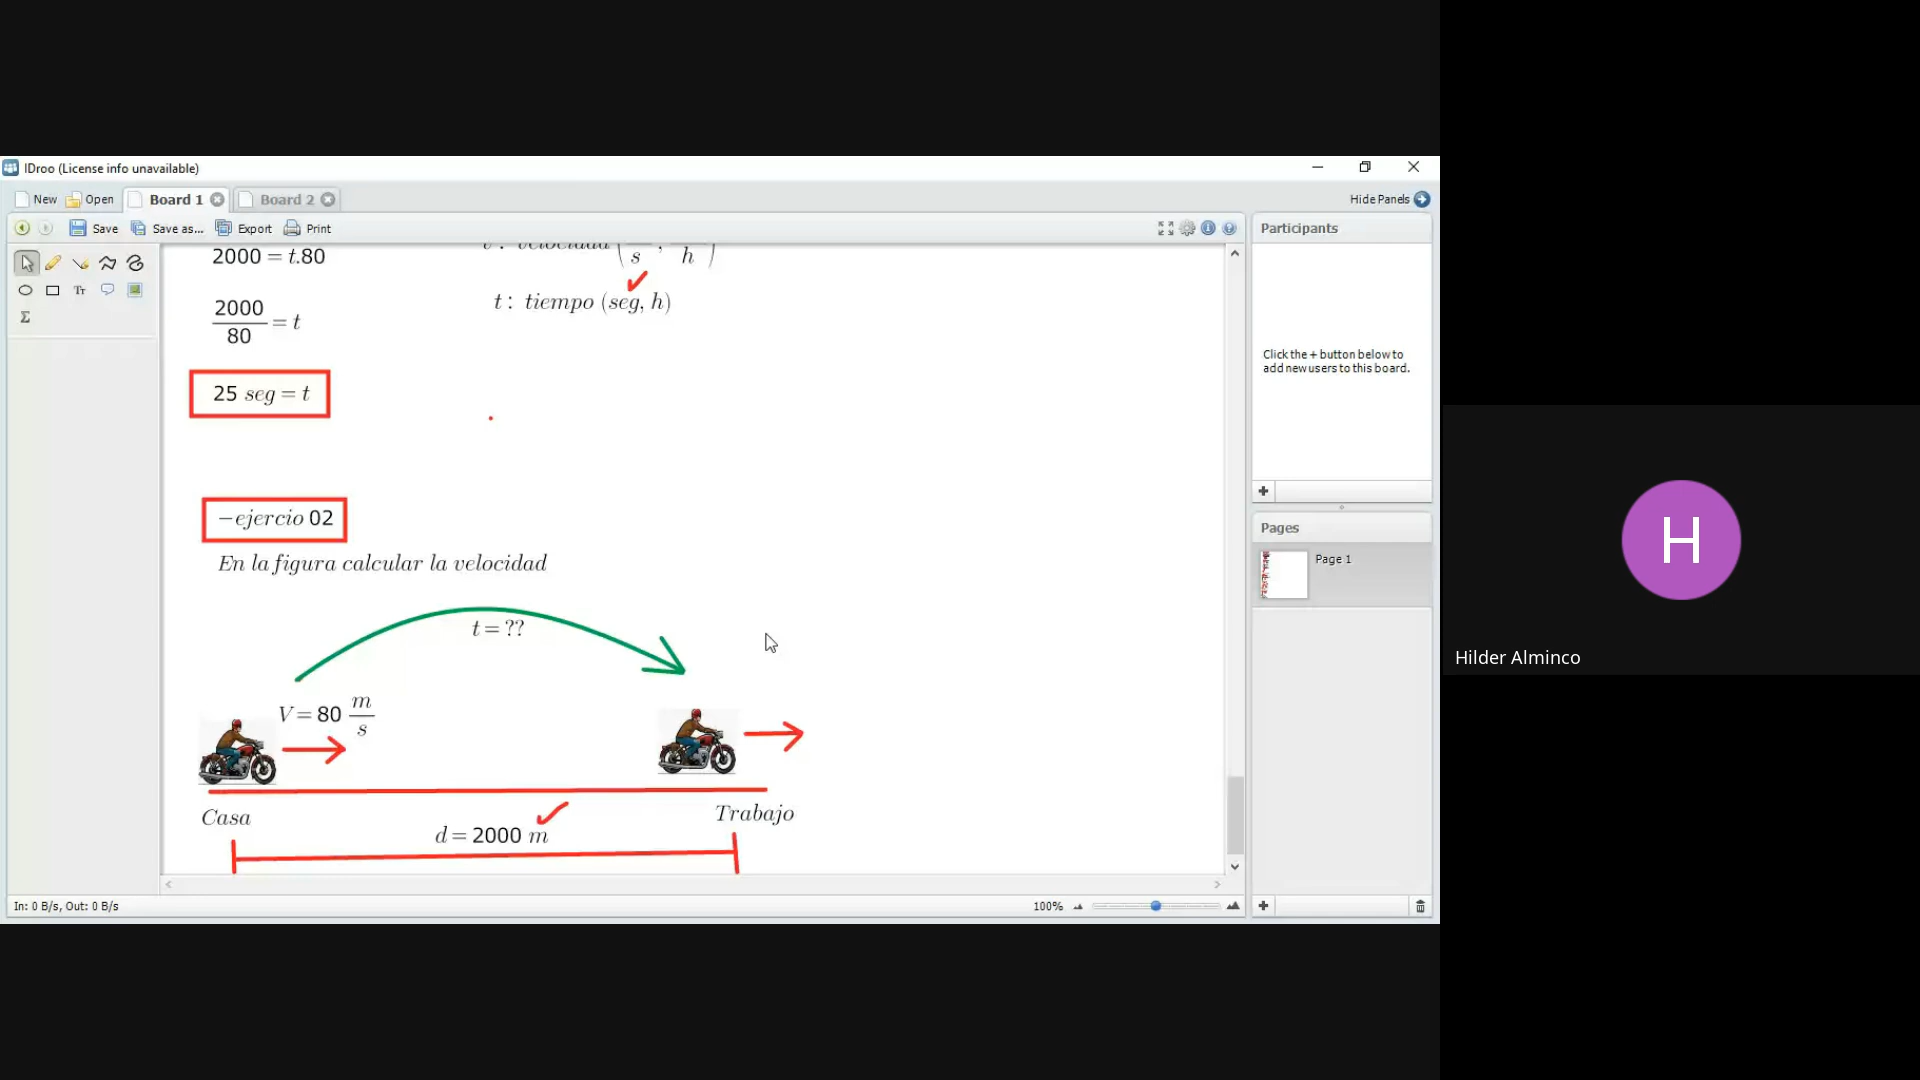 IDroo (License info unavailable)
New Open Board 1 Board 2 Hide Panels
Save Save as... Export Print
Participants
2000 = t.80
v : velocidad ( s , h )
t : tiempo (seg, h)
2000
80
= t
25 seg = t
Click the + button below to
add new users to this board.
−ejercio 02
Pages
Page 1
En la figura calcular la velocidad
t = ??
V = 80 m
s
Casa
Trabajo
d = 2000 m
In: 0 B/s, Out: 0 B/s
100%
H
Hilder Alminco